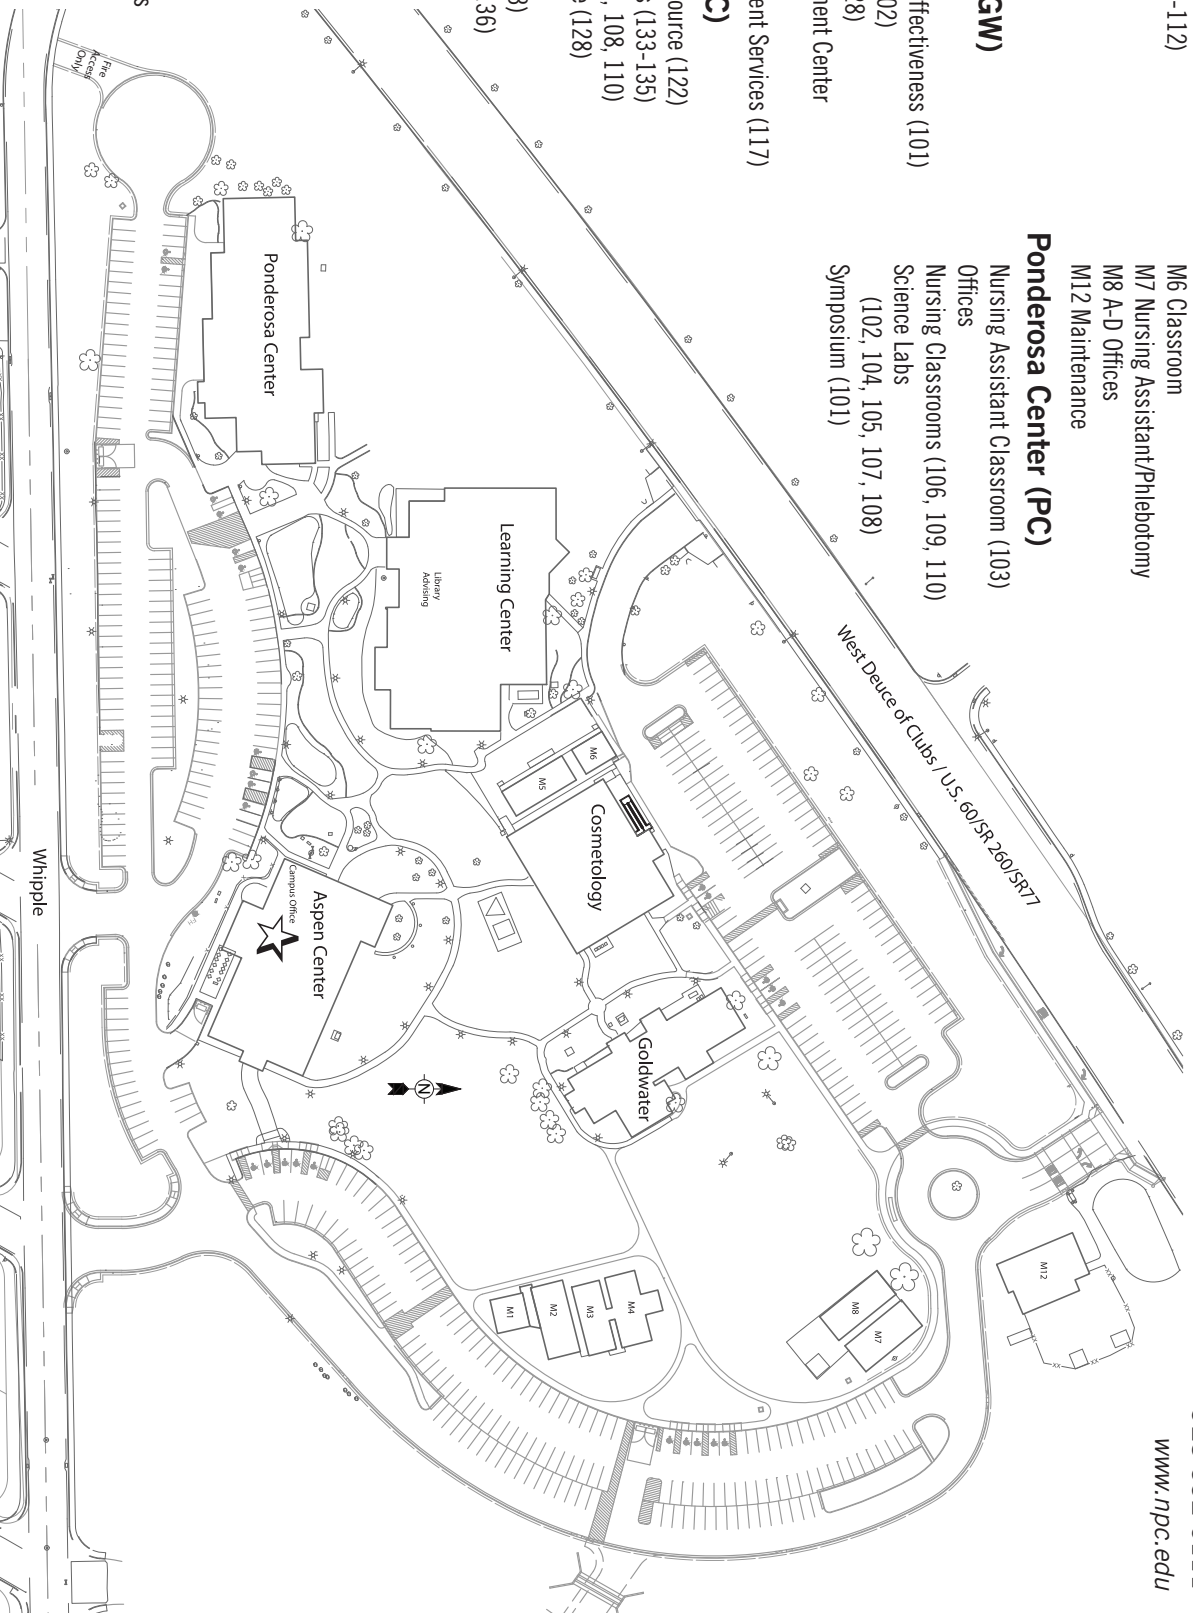 -112)
GW)
ffectiveness (101)
02)
28)
ment Center
ent Services (117)
C)
ource (122)
s (133-135)
, 108, 110)
e (128)
3)
36)
s
M6 Classroom
M7 Nursing Assistant/Phlebotomy
M8 A-D Offices
M12 Maintenance
Ponderosa Center (PC)
Nursing Assistant Classroom (103)
Offices
Nursing Classrooms (106, 109, 110)
Science Labs
(102, 104, 105, 107, 108)
Symposium (101)
www.npc.edu
West Deuce of Clubs / U.S. 60/SR 260/SR77
Fire
Access
Only
Ponderosa Center
Learning Center
Library
Advising
M6
M5
Cosmetology
Aspen Center
Campus Office
Goldwater
N
M12
M8
M7
M4
M3
M2
M1
Whipple